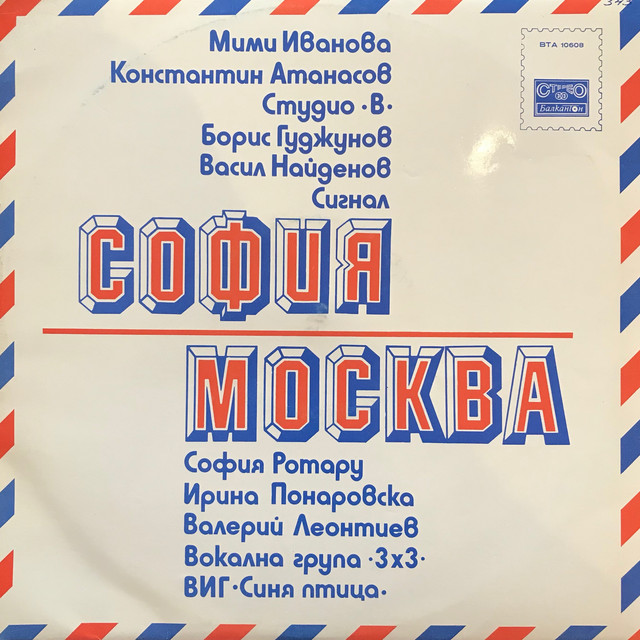 343
Мими Иванова
ВТА 10608
Константин Атанасов
СТЕРЕО
Студио ·В·
Балкантон
Борис Гуджунов
Васил Найденов
Сигнал
СОФИЯ
МОСКВА
София Ротару
Ирина Понаровска
Валерий Леонтиев
Вокална група ·3х3·
ВИГ ·Синя птица·